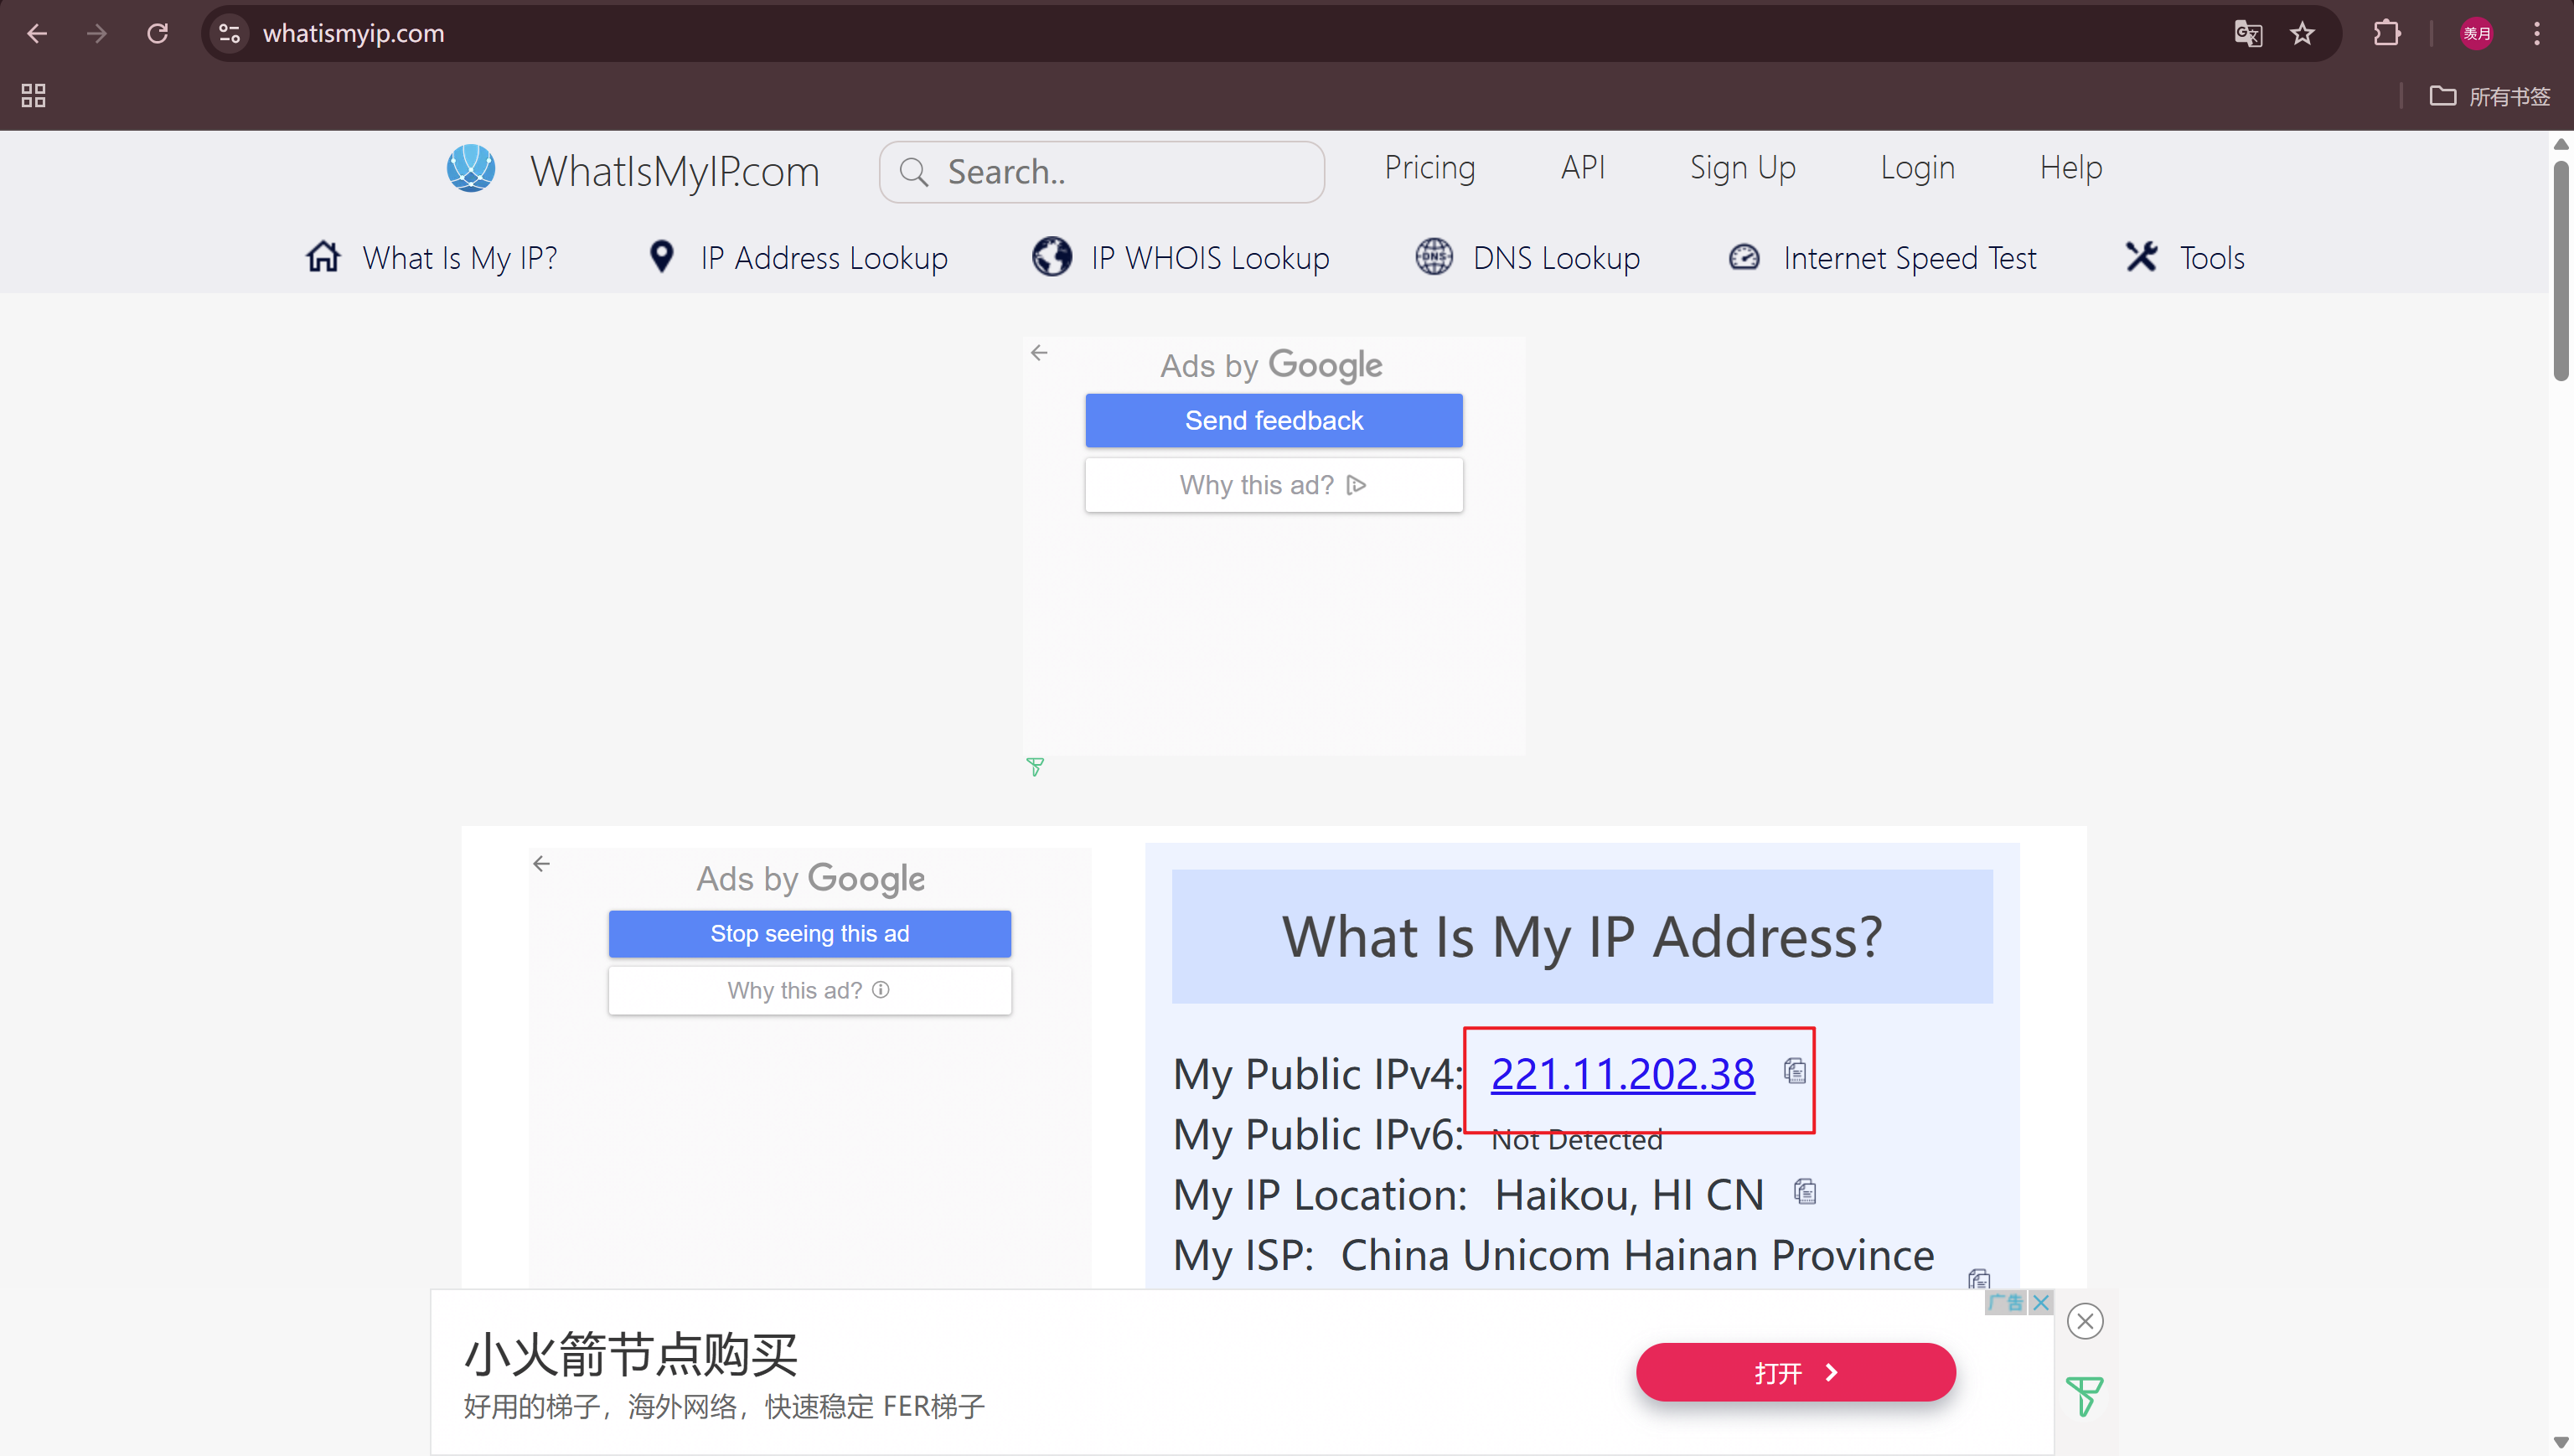 whatismyip.com
羡月
所有书签
WhatIsMyIP.com
Search..
Pricing
API
Sign Up
Login
Help
What Is My IP?
IP Address Lookup
IP WHOIS Lookup
DNS
DNS Lookup
Internet Speed Test
Tools
Ads by Google
Send feedback
Why this ad?
Ads by Google
Stop seeing this ad
Why this ad?
What Is My IP Address?
My Public IPv4: 221.11.202.38
My Public IPv6: Not Detected
My IP Location: Haikou, HI CN
My ISP: China Unicom Hainan Province
广告
小火箭节点购买
好用的梯子，海外网络，快速稳定 FER梯子
打开